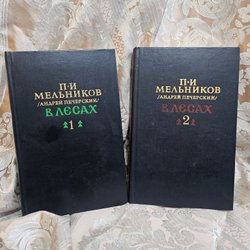 П·И
МЕЛЬНИКОВ
/АНДРЕЙ ПЕЧЕРСКИЙ/
В ЛЕСАХ
1
П·И
МЕЛЬНИКОВ
/АНДРЕЙ ПЕЧЕРСКИЙ/
В ЛЕСАХ
2